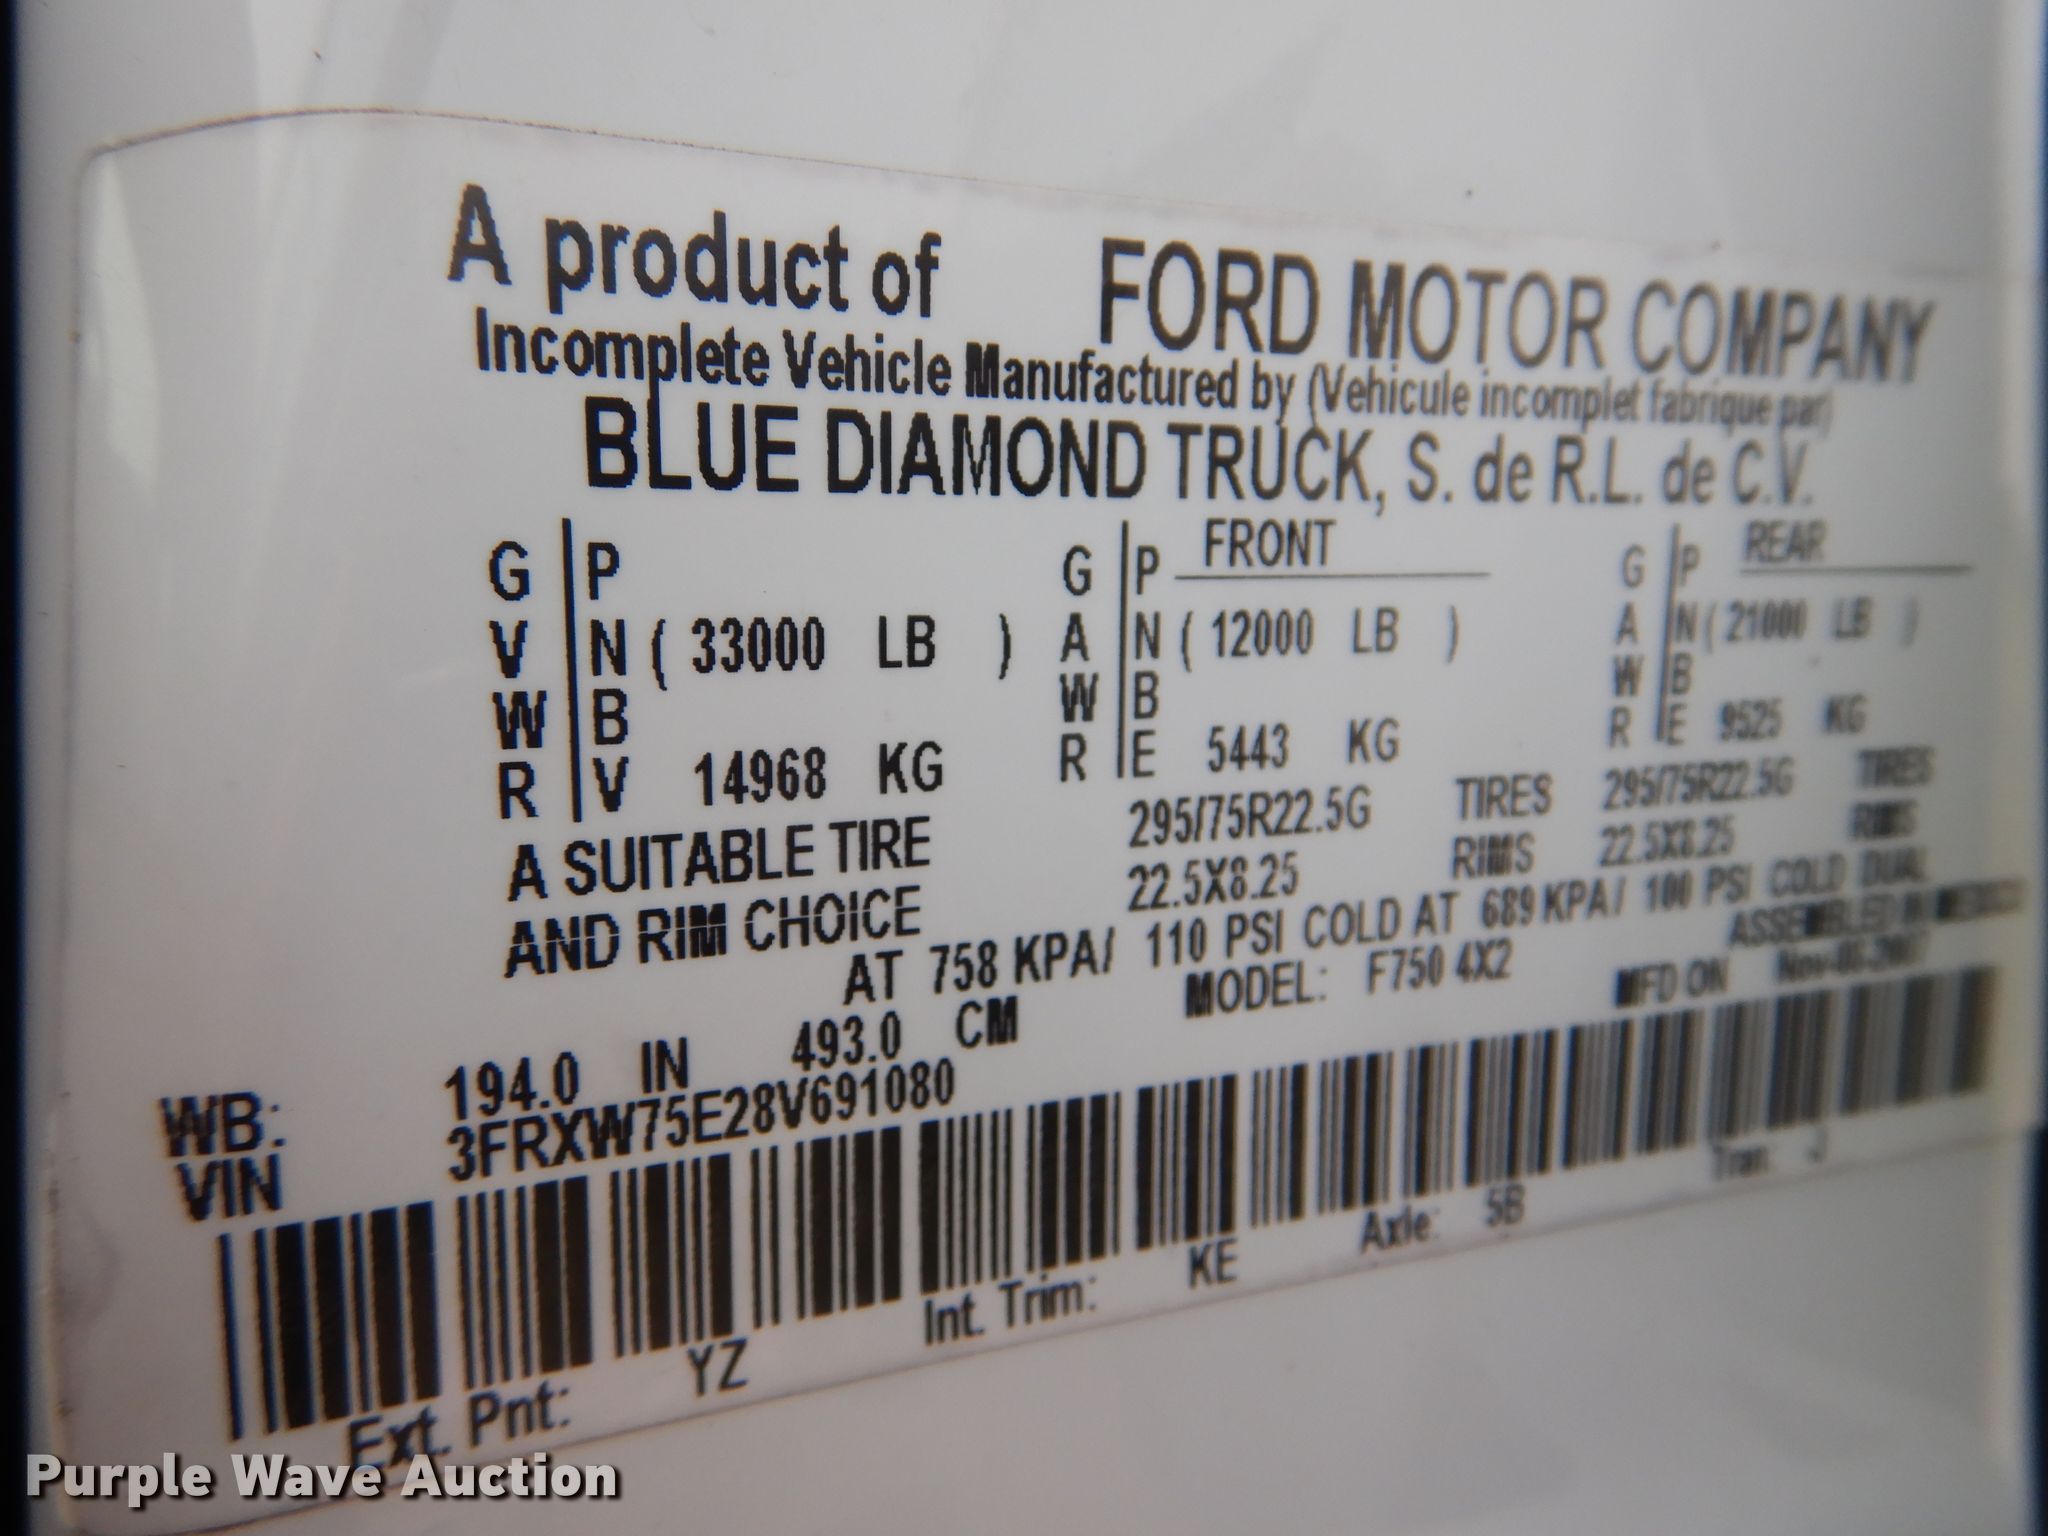 A product of FORD MOTOR COMPANY
Incomplete Vehicle Manufactured by (Vehicule incomplet fabrique par)
BLUE DIAMOND TRUCK, S. de R.L. de C.V.
G P G P FRONT G P REAR
V N ( 33000 LB ) A N ( 12000 LB ) A N ( 21000 LB )
W B W B W B
R V 14968 KG R E 5443 KG R E 9525 KG
A SUITABLE TIRE 295/75R22.5G TIRES 295/75R22.5G TIRES
AND RIM CHOICE 22.5X8.25 RIMS 22.5X8.25 RIMS
AT 758 KPA/ 110 PSI COLD AT 689 KPA/ 100 PSI COLD DUAL
ASSEMBLED IN MEXICO
WB: 194.0 IN 493.0 CM MODEL: F750 4X2 MFD ON
VIN 3FRXW75E28V691080
Ext. Pnt: YZ Int. Trim: KE Axle: 5B Tran: J
Purple Wave Auction